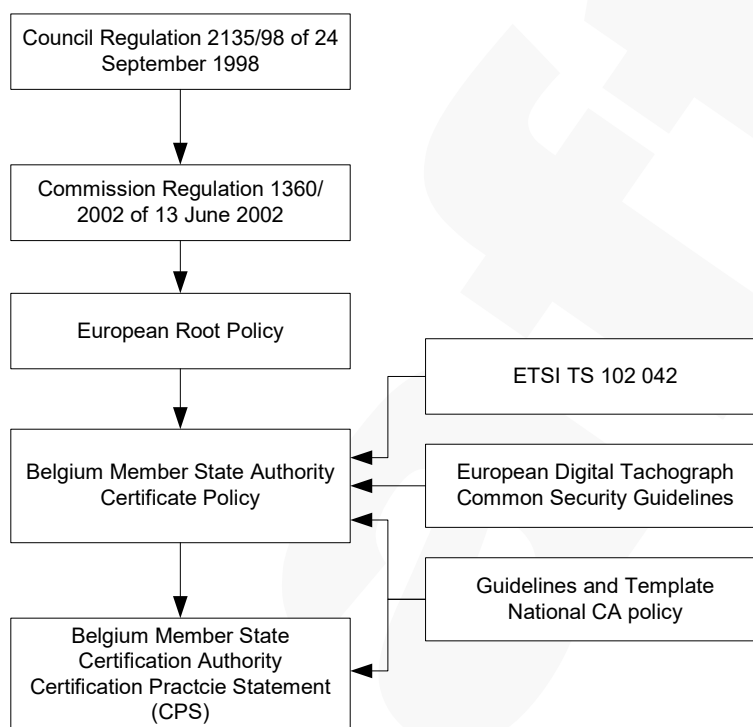 Council Regulation 2135/98 of 24
September 1998
Commission Regulation 1360/
2002 of 13 June 2002
European Root Policy
ETSI TS 102 042
Belgium Member State Authority
Certificate Policy
European Digital Tachograph
Common Security Guidelines
Guidelines and Template
National CA policy
Belgium Member State
Certification Authority
Certification Practcie Statement
(CPS)